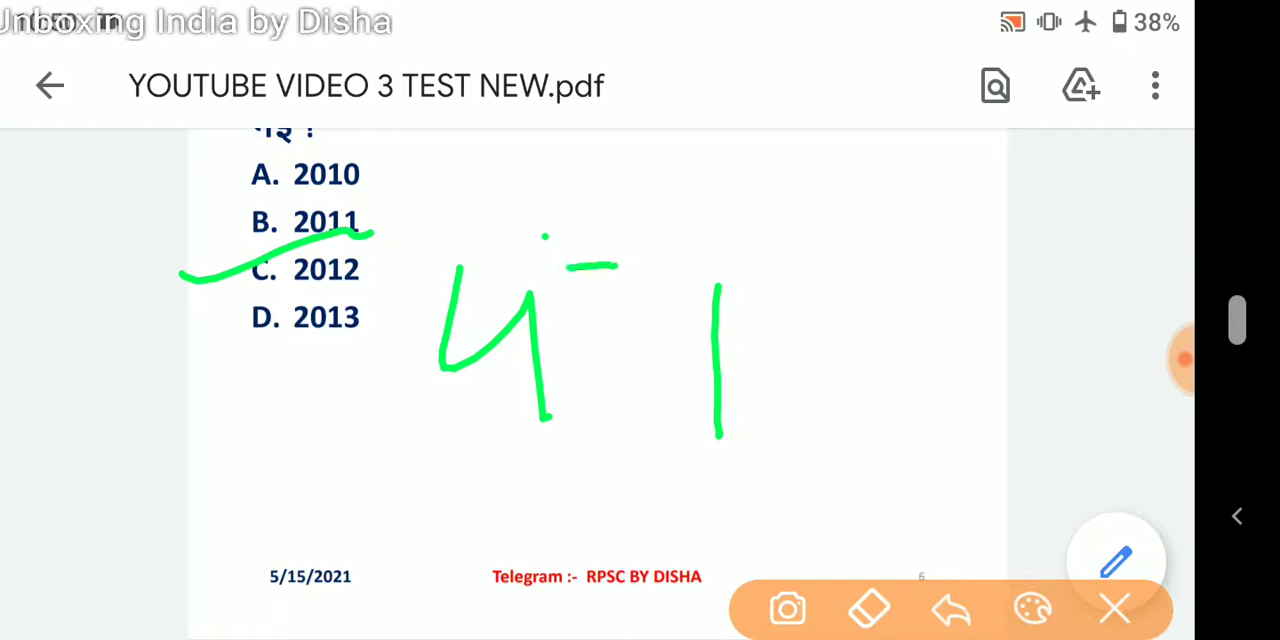 Unboxing India by Disha
38%
YOUTUBE VIDEO 3 TEST NEW.pdf
A. 2010
B. 2011
C. 2012
D. 2013
5/15/2021
Telegram :- RPSC BY DISHA
6